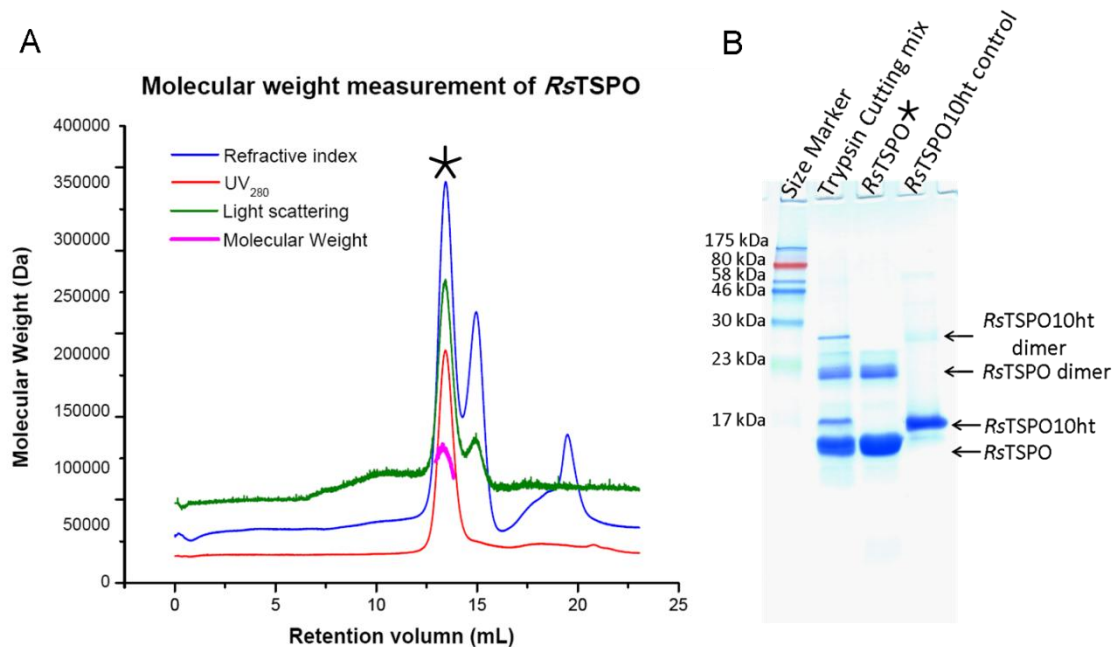 A
Molecular weight measurement of RsTSPO
400000
350000
300000
250000
200000
150000
100000
50000
0
Refractive index
UV280
Light scattering
Molecular Weight
Molecular Weight (Da)
0
5
10
15
20
25
Retention volumn (mL)
B
Size Marker
Trypsin Cutting mix
RsTSPO
RsTSPO10ht control
175 kDa
80 kDa
58 kDa
46 kDa
30 kDa
23 kDa
17 kDa
RsTSPO10ht
dimer
RsTSPO dimer
RsTSPO10ht
RsTSPO